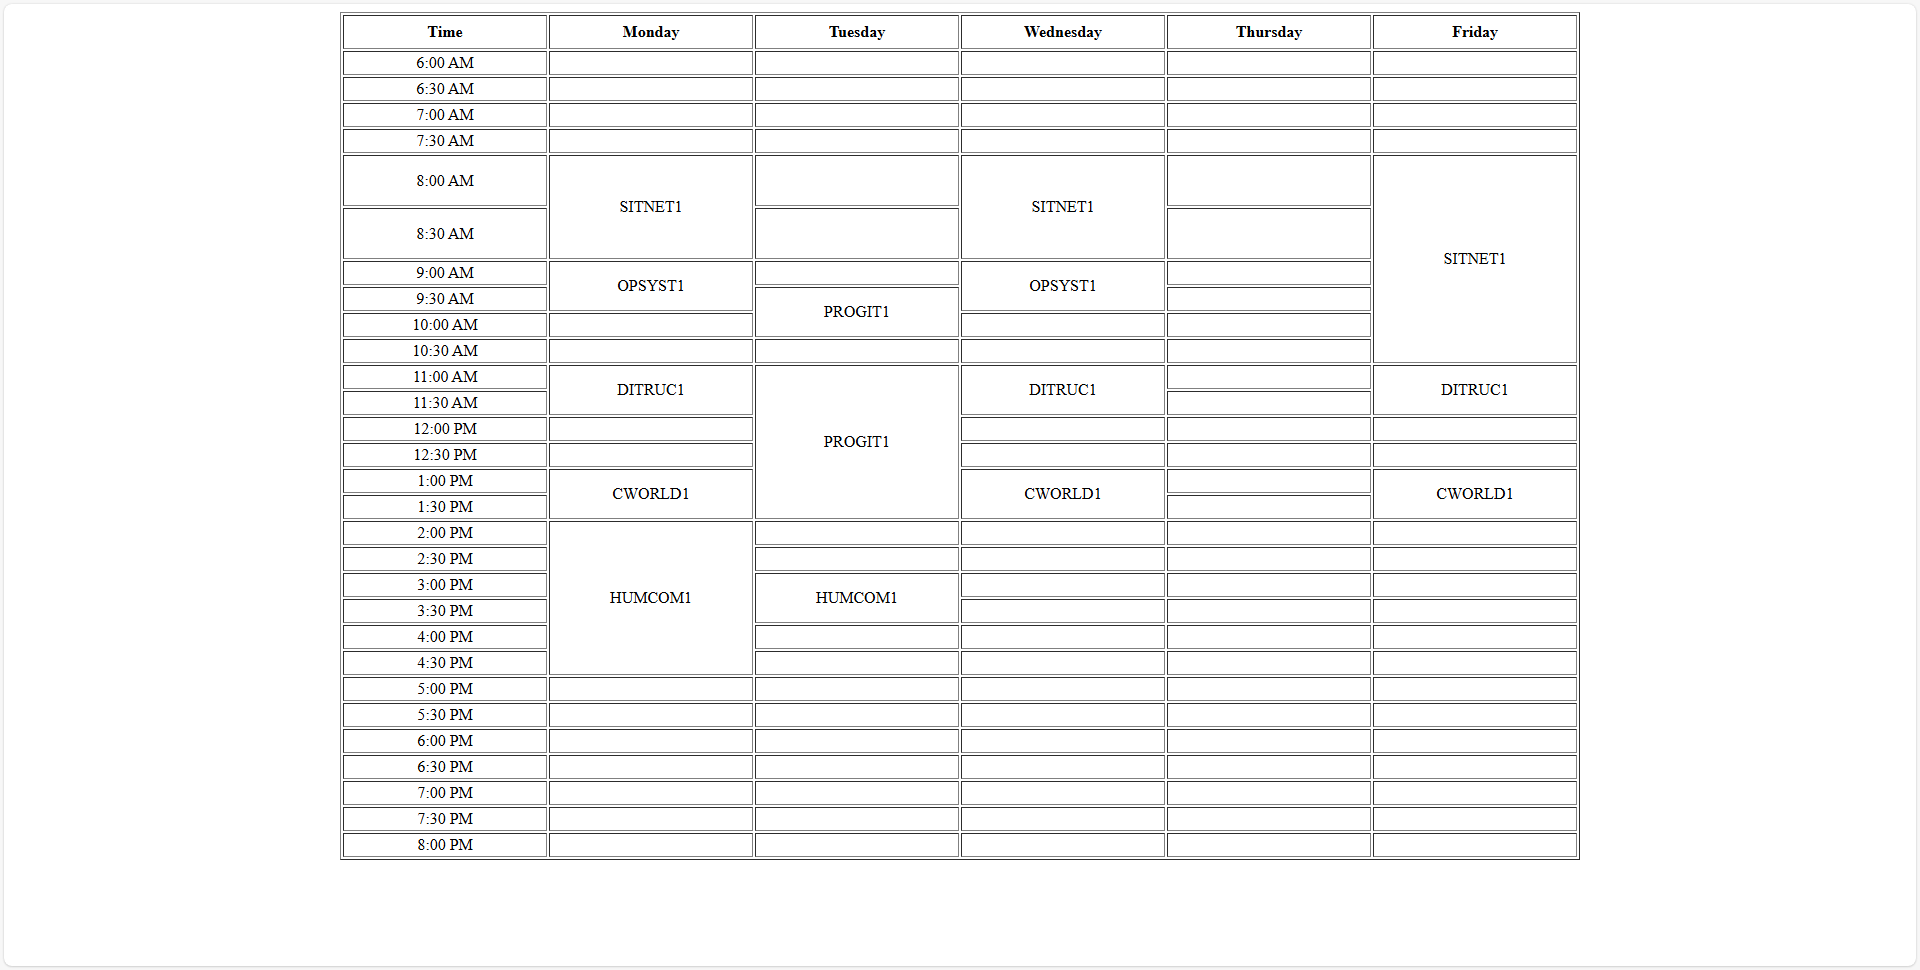 Time Monday Tuesday Wednesday Thursday Friday
6:00 AM
6:30 AM
7:00 AM
7:30 AM
8:00 AM
SITNET1 SITNET1
8:30 AM
SITNET1
9:00 AM
OPSYST1 OPSYST1
9:30 AM
PROGIT1
10:00 AM
10:30 AM
11:00 AM
DITRUC1 DITRUC1 DITRUC1
11:30 AM
12:00 PM
PROGIT1
12:30 PM
1:00 PM
CWORLD1 CWORLD1 CWORLD1
1:30 PM
2:00 PM
2:30 PM
3:00 PM
HUMCOM1 HUMCOM1
3:30 PM
4:00 PM
4:30 PM
5:00 PM
5:30 PM
6:00 PM
6:30 PM
7:00 PM
7:30 PM
8:00 PM